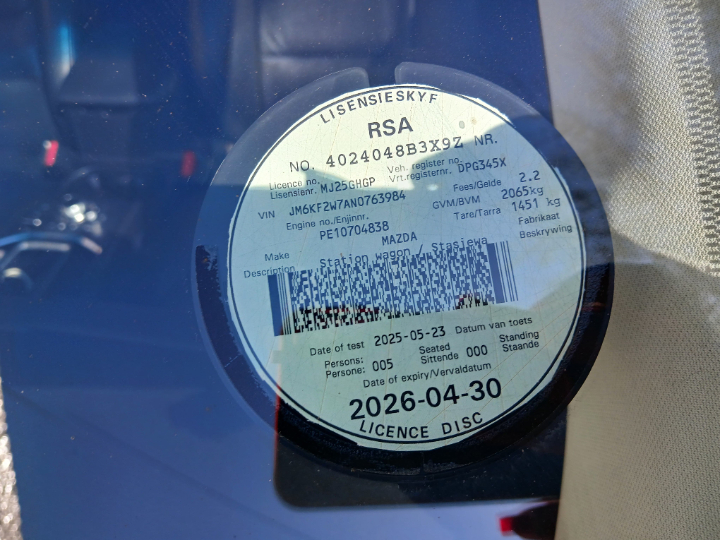 LISENSIESKYF
RSA
NO. 4024048B3X9Z NR.
Licence no. Veh. register no.
Lisensienr. MJ25GHGP Vrt.registernr. DPG345X
VIN JM6KF2W7AN0763984 Fees/Gelde 2.2
Engine no./Enjinnr. GVM/BVM 2065kg
PE10704838 Tare/Tarra 1451 kg
Make MAZDA Fabrikaat
Description Station wagon / Stasiewa Beskrywing
Date of test 2025-05-23 Datum van toets
Persons: Seated Standing
Persone: 005 Sittende 000 Staande
Date of expiry/Vervaldatum
2026-04-30
LICENCE DISC